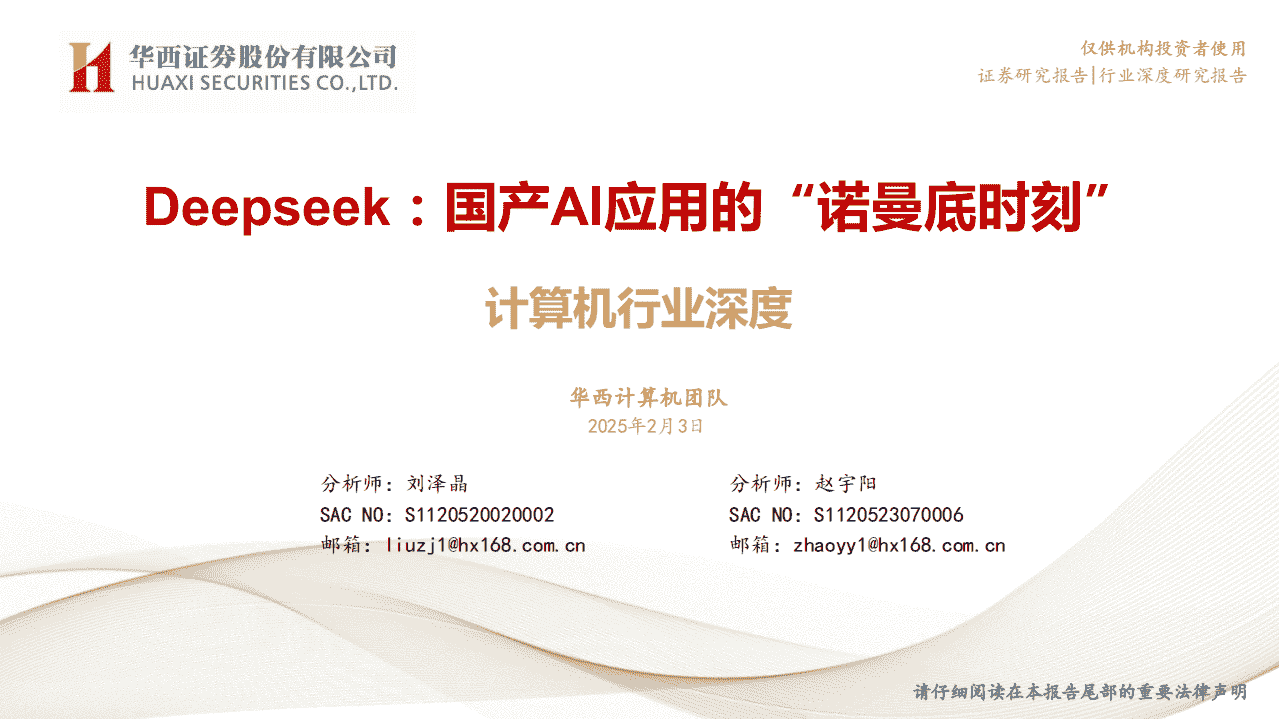 华西证券股份有限公司
HUAXI SECURITIES CO.,LTD.
仅供机构投资者使用
证券研究报告|行业深度研究报告
Deepseek：国产AI应用的“诺曼底时刻”
计算机行业深度
华西计算机团队
2025年2月3日
分析师：刘泽晶
SAC NO：S1120520020002
邮箱：liuzj1@hx168.com.cn
分析师：赵宇阳
SAC NO：S1120523070006
邮箱：zhaoyy1@hx168.com.cn
请仔细阅读在本报告尾部的重要法律声明